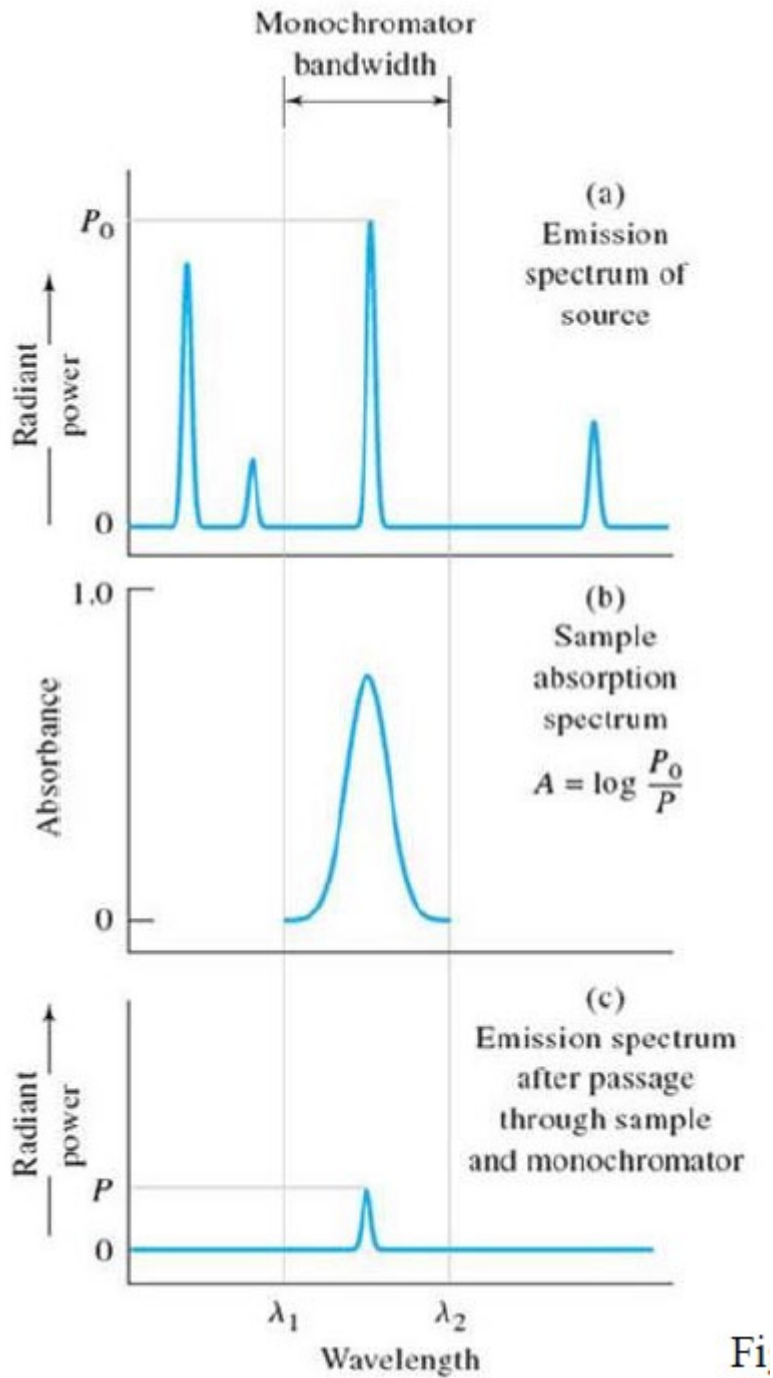 Monochromator
bandwidth
P₀
Radiant
power
0
(a)
Emission
spectrum of
source
1.0
Absorbance
0
(b)
Sample
absorption
spectrum
A = log P₀/P
Radiant
power
P
0
(c)
Emission spectrum
after passage
through sample
and monochromator
λ₁
λ₂
Wavelength
Fi